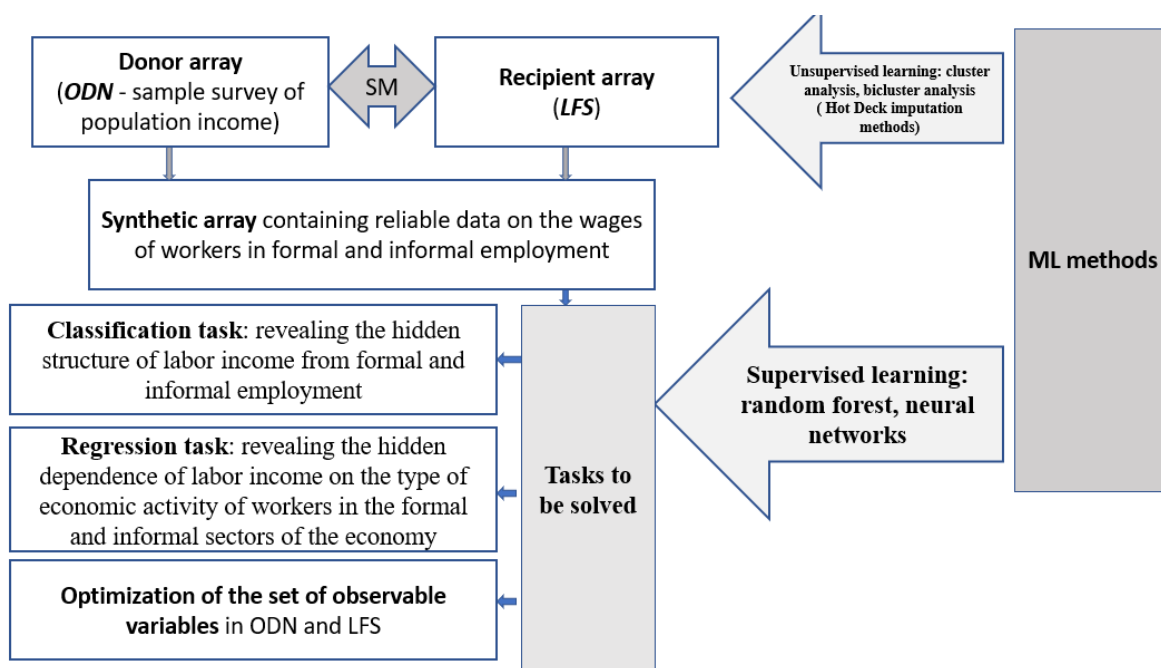 Donor array
(ODN - sample survey of
population income)
SM
Recipient array
(LFS)
Unsupervised learning: cluster
analysis, bicluster analysis
( Hot Deck imputation
methods)
ML methods
Synthetic array containing reliable data on the wages
of workers in formal and informal employment
Classification task: revealing the hidden
structure of labor income from formal and
informal employment
Regression task: revealing the hidden
dependence of labor income on the type of
economic activity of workers in the formal
and informal sectors of the economy
Optimization of the set of observable
variables in ODN and LFS
Tasks to
be solved
Supervised learning:
random forest, neural
networks